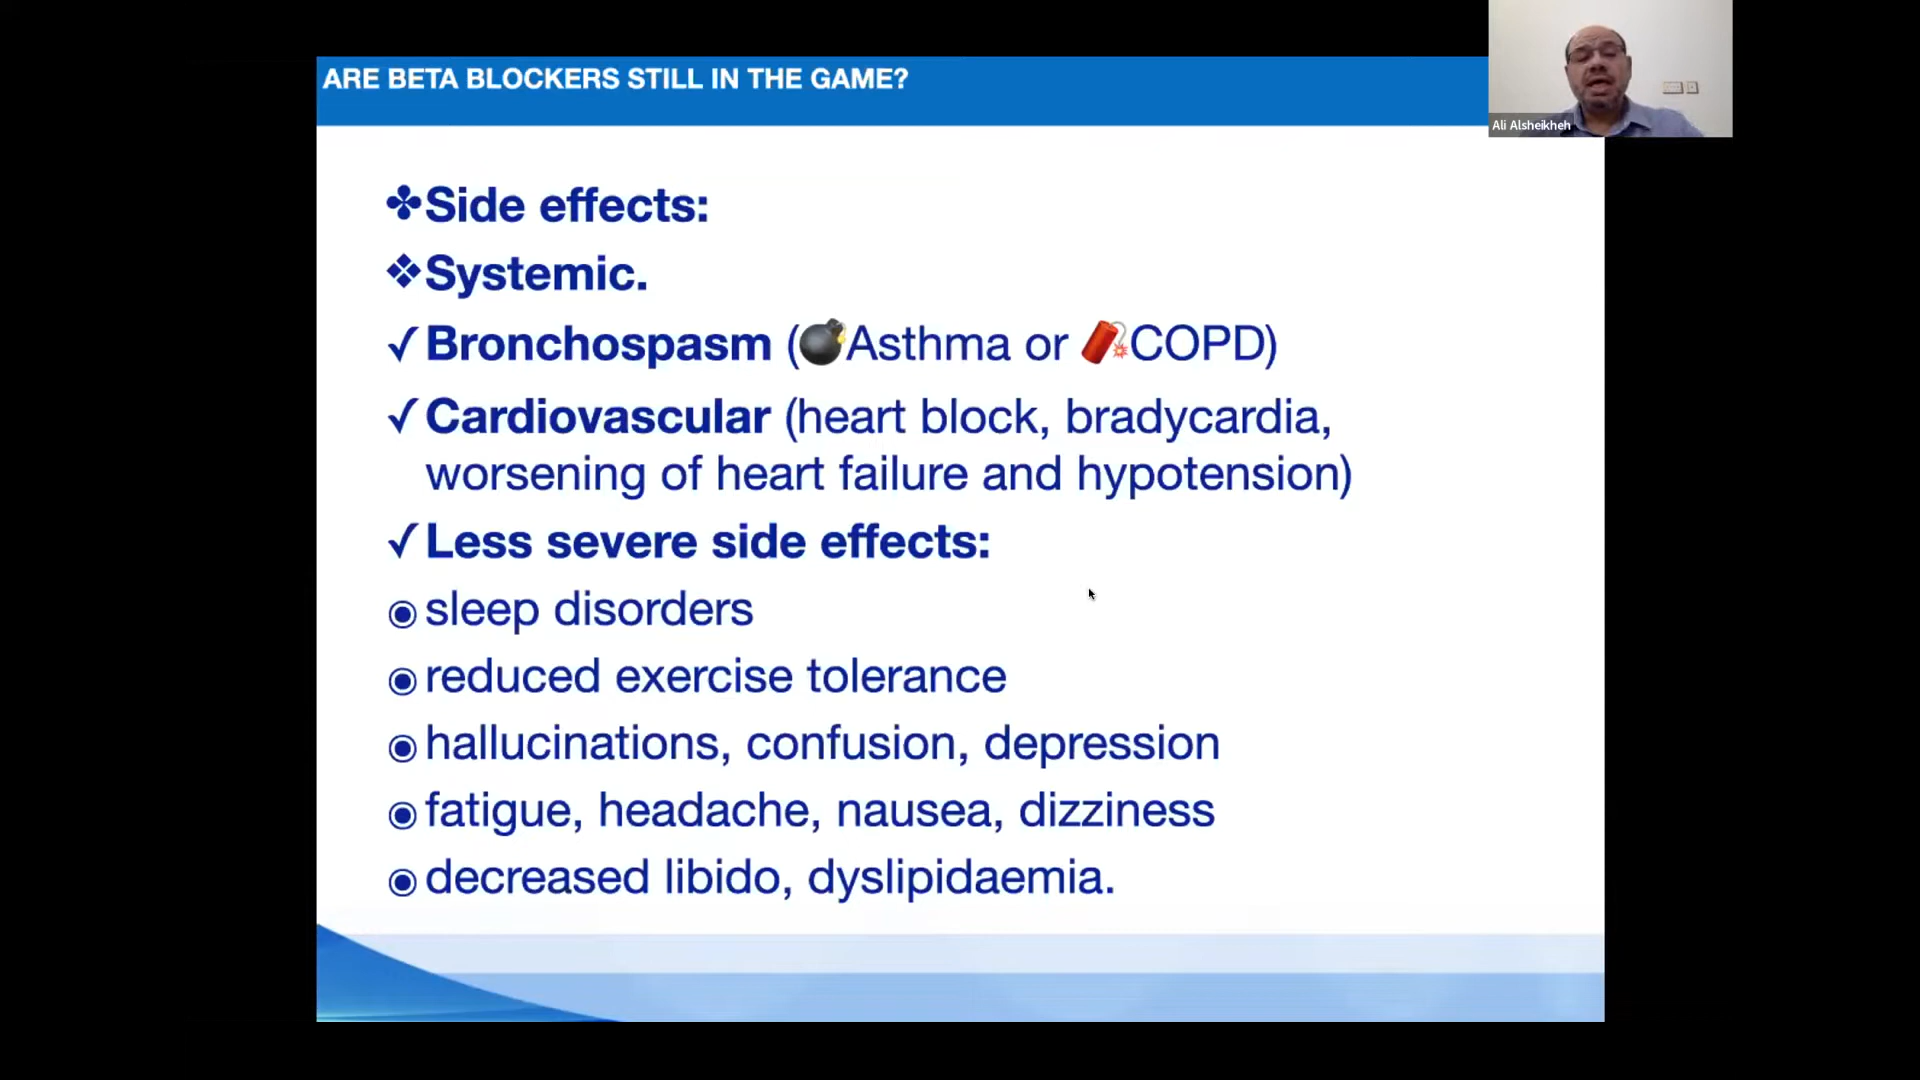 ARE BETA BLOCKERS STILL IN THE GAME?
Ali Alsheikheh
✤Side effects:
❖Systemic.
✓Bronchospasm (💣Asthma or 🧨COPD)
✓Cardiovascular (heart block, bradycardia,
worsening of heart failure and hypotension)
✓Less severe side effects:
◉sleep disorders
◉reduced exercise tolerance
◉hallucinations, confusion, depression
◉fatigue, headache, nausea, dizziness
◉decreased libido, dyslipidaemia.